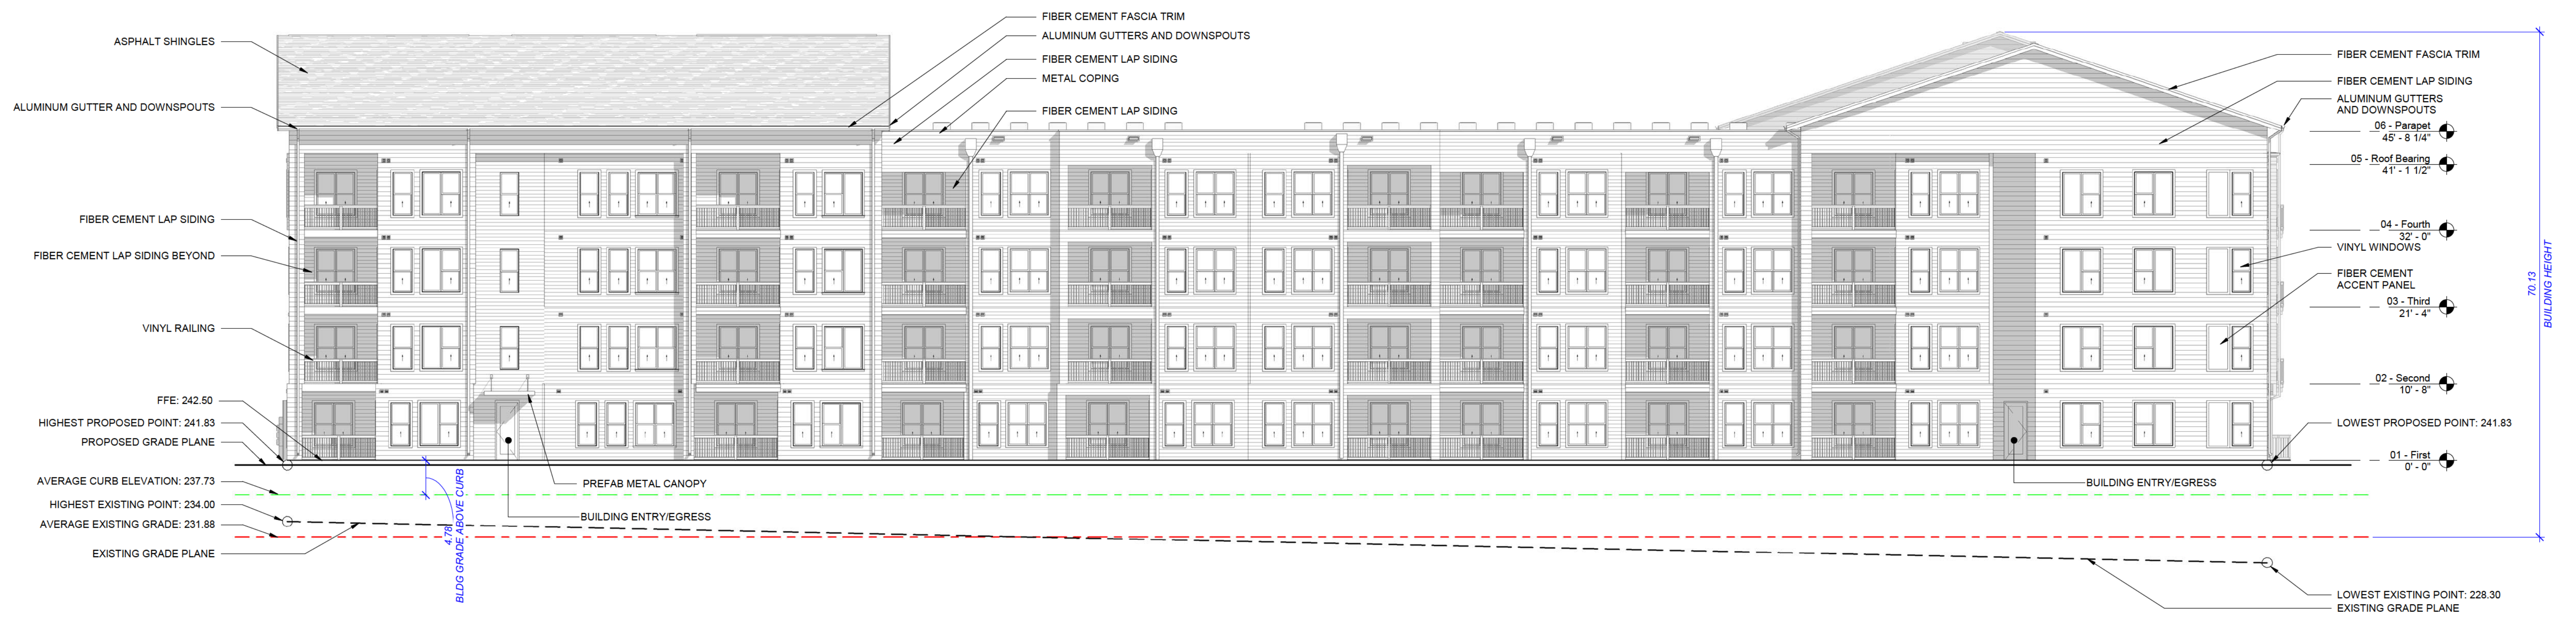 ASPHALT SHINGLES
ALUMINUM GUTTER AND DOWNSPOUTS
FIBER CEMENT LAP SIDING
FIBER CEMENT LAP SIDING BEYOND
VINYL RAILING
FFE: 242.50
HIGHEST PROPOSED POINT: 241.83
PROPOSED GRADE PLANE
AVERAGE CURB ELEVATION: 237.73
HIGHEST EXISTING POINT: 234.00
AVERAGE EXISTING GRADE: 231.88
EXISTING GRADE PLANE
4.78
BLDG GRADE ABOVE CURB
BUILDING ENTRY/EGRESS
PREFAB METAL CANOPY
FIBER CEMENT FASCIA TRIM
ALUMINUM GUTTERS AND DOWNSPOUTS
FIBER CEMENT LAP SIDING
METAL COPING
FIBER CEMENT LAP SIDING
FIBER CEMENT FASCIA TRIM
FIBER CEMENT LAP SIDING
ALUMINUM GUTTERS
AND DOWNSPOUTS
06 - Parapet
45' - 8 1/4"
05 - Roof Bearing
41' - 1 1/2"
04 - Fourth
32' - 0"
VINYL WINDOWS
FIBER CEMENT
ACCENT PANEL
03 - Third
21' - 4"
02 - Second
10' - 8"
LOWEST PROPOSED POINT: 241.83
01 - First
0' - 0"
BUILDING ENTRY/EGRESS
LOWEST EXISTING POINT: 228.30
EXISTING GRADE PLANE
70.13
BUILDING HEIGHT